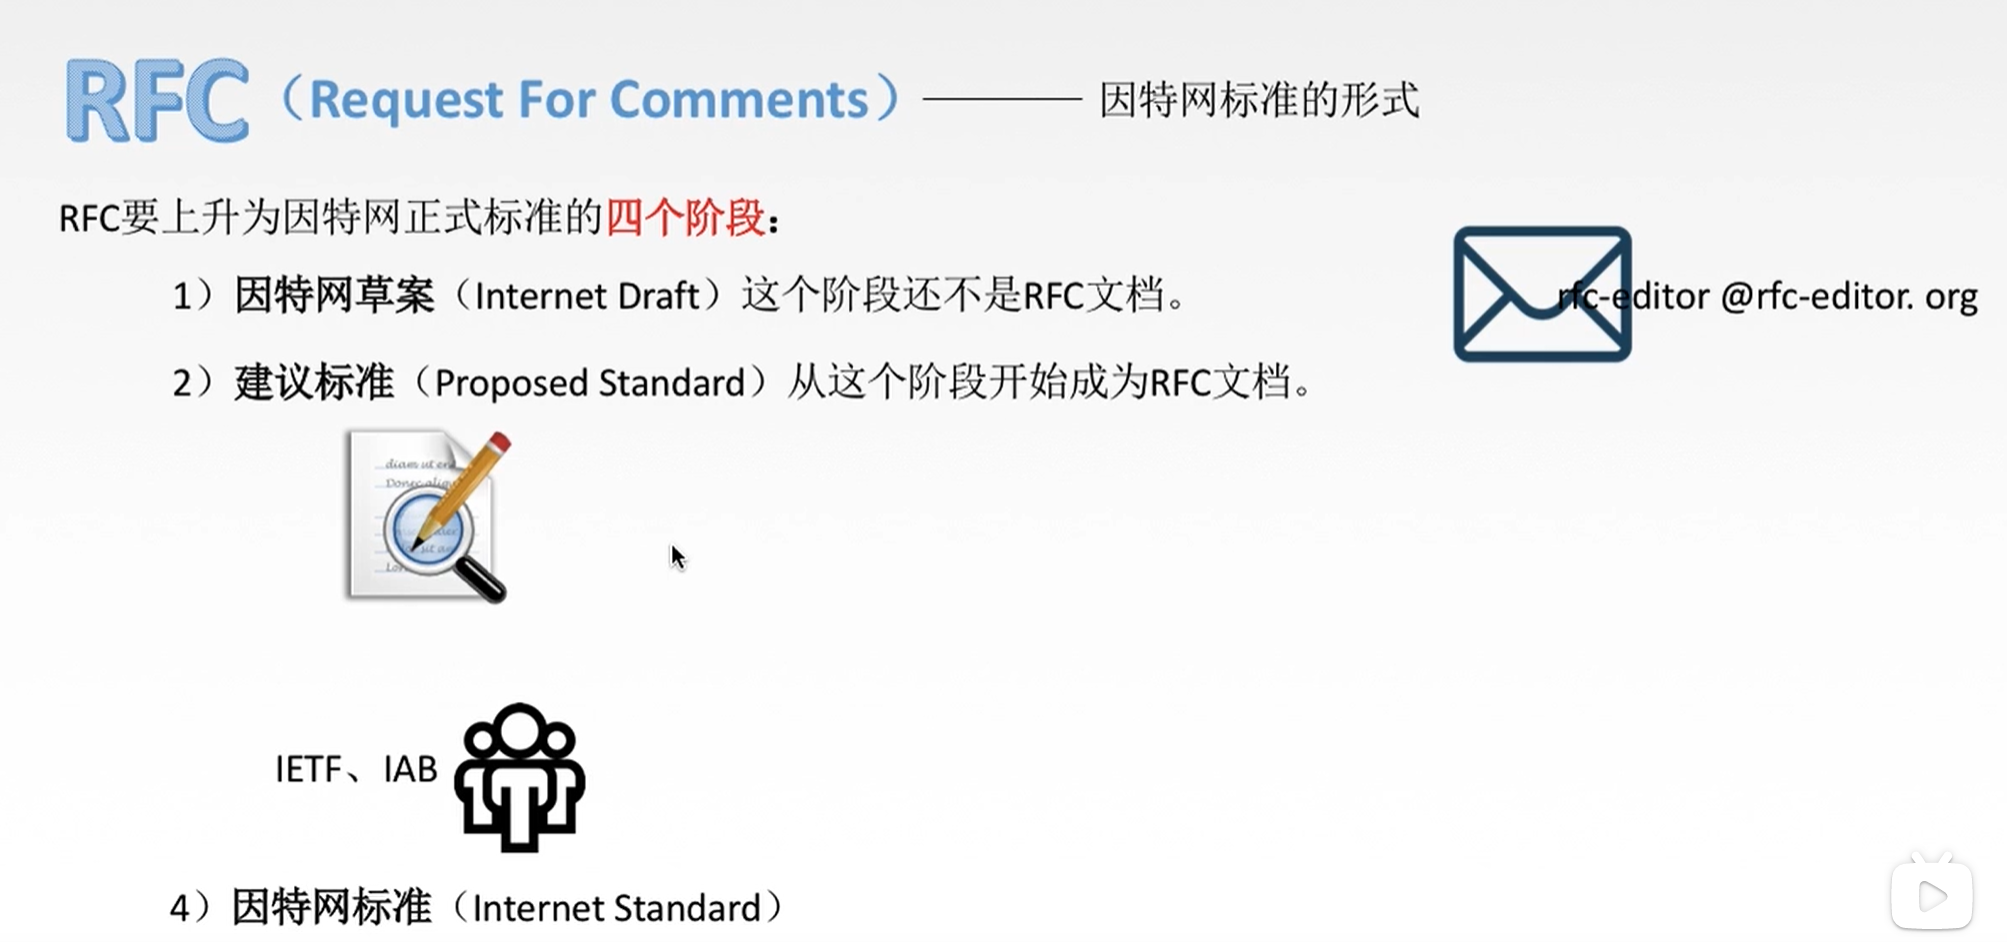 RFC（Request For Comments）——— 因特网标准的形式
RFC要上升为因特网正式标准的四个阶段：
1）因特网草案（Internet Draft）这个阶段还不是RFC文档。
rfc-editor @rfc-editor. org
2）建议标准（Proposed Standard）从这个阶段开始成为RFC文档。
diam ut
Donec aliqu
sit
IETF、IAB
4）因特网标准（Internet Standard）